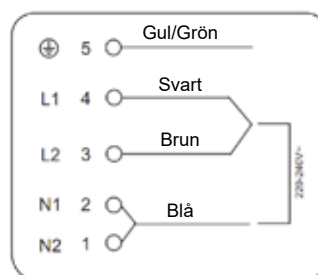 5 Gul/Grön
L1 4 Svart
L2 3 Brun
N1 2 Blå
N2 1
220-240V~